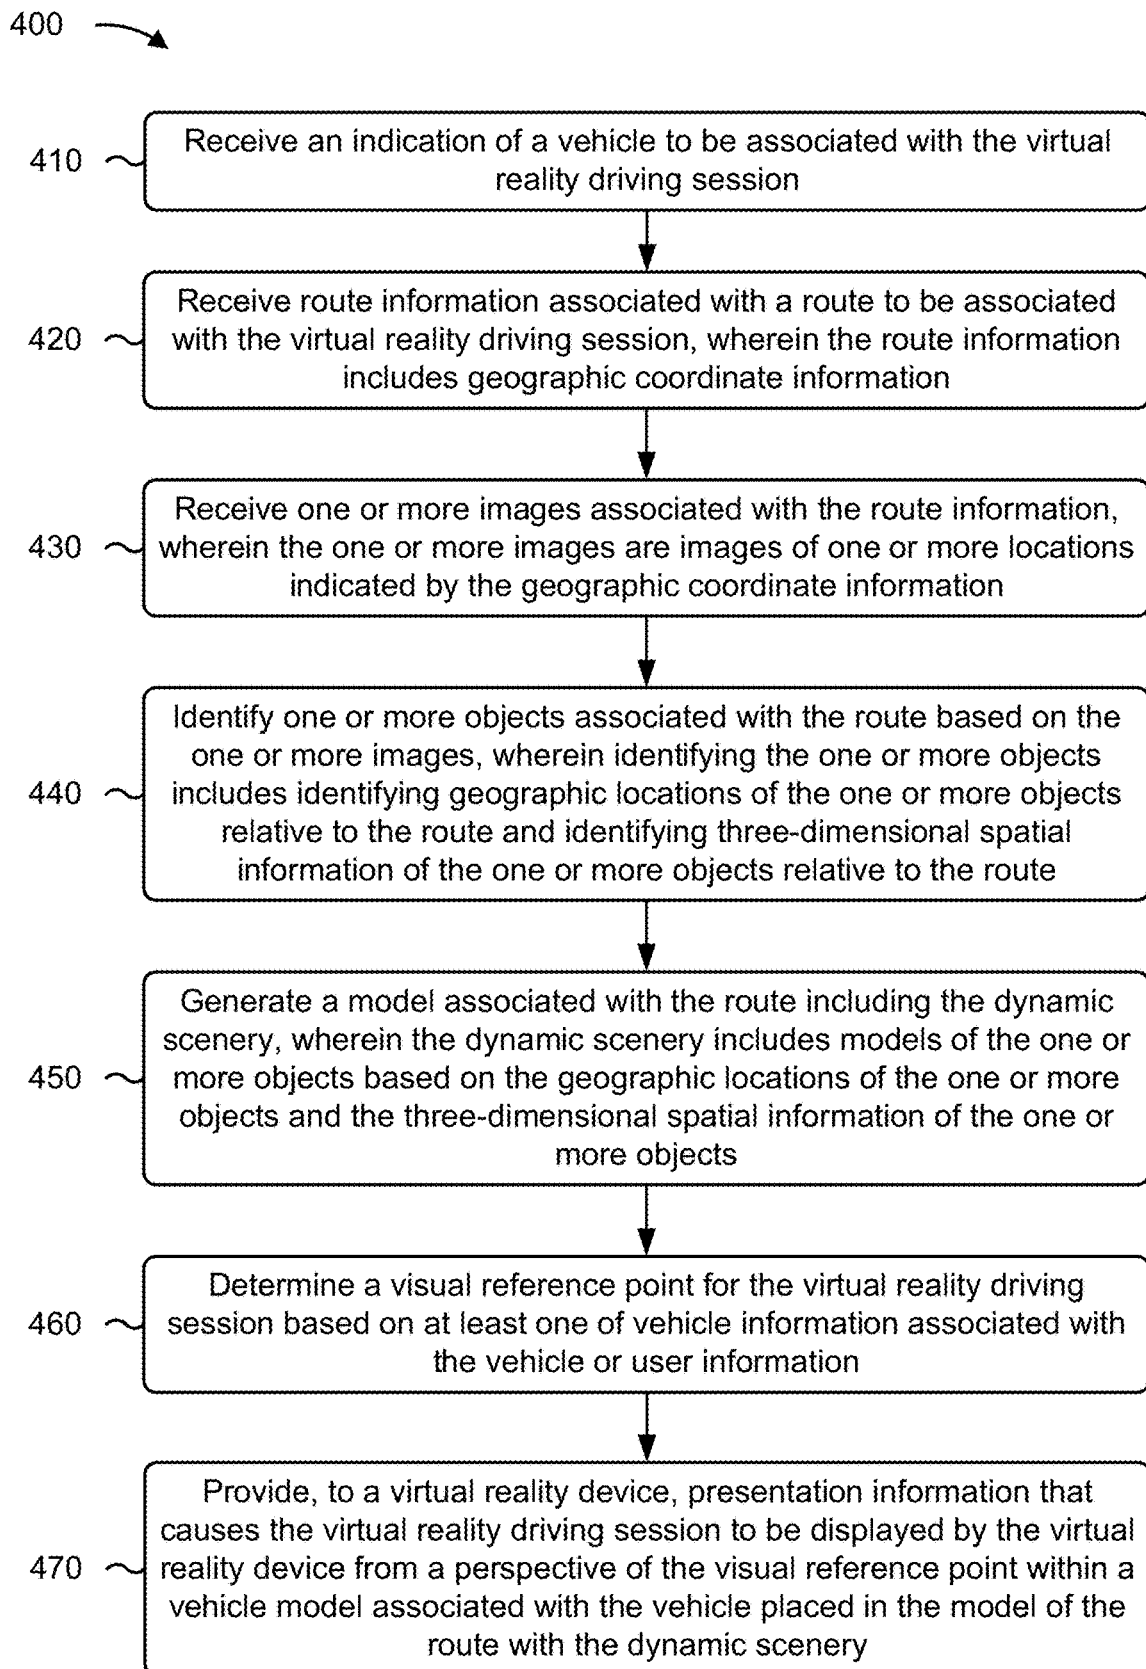 400
410
Receive an indication of a vehicle to be associated with the virtual
reality driving session
420
Receive route information associated with a route to be associated
with the virtual reality driving session, wherein the route information
includes geographic coordinate information
430
Receive one or more images associated with the route information,
wherein the one or more images are images of one or more locations
indicated by the geographic coordinate information
440
Identify one or more objects associated with the route based on the
one or more images, wherein identifying the one or more objects
includes identifying geographic locations of the one or more objects
relative to the route and identifying three-dimensional spatial
information of the one or more objects relative to the route
450
Generate a model associated with the route including the dynamic
scenery, wherein the dynamic scenery includes models of the one or
more objects based on the geographic locations of the one or more
objects and the three-dimensional spatial information of the one or
more objects
460
Determine a visual reference point for the virtual reality driving
session based on at least one of vehicle information associated with
the vehicle or user information
470
Provide, to a virtual reality device, presentation information that
causes the virtual reality driving session to be displayed by the virtual
reality device from a perspective of the visual reference point within a
vehicle model associated with the vehicle placed in the model of the
route with the dynamic scenery